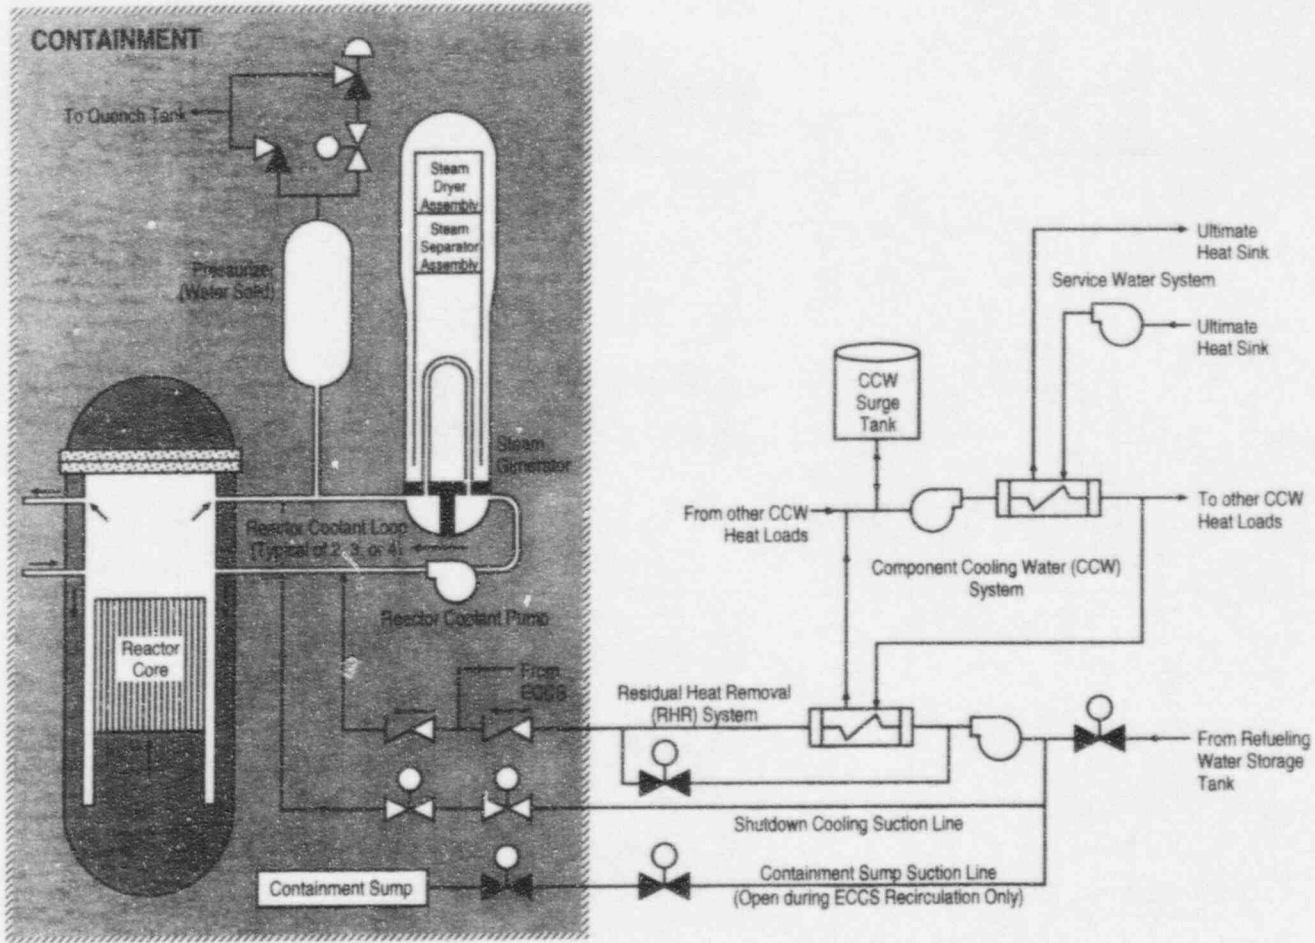 CONTAINMENT
To Quench Tank
Steam
Dryer
Assembly
Steam
Separator
Assembly
Pressurizer
(Water Solid)
Steam
Generator
Reactor Coolant Loop
(Typical of 2, 3, or 4)
Reactor Coolant Pump
Reactor
Core
From
ECCS
Containment Sump
Ultimate
Heat Sink
Service Water System
Ultimate
Heat Sink
CCW
Surge
Tank
From other CCW
Heat Loads
To other CCW
Heat Loads
Component Cooling Water (CCW)
System
Residual Heat Removal
(RHR) System
From Refueling
Water Storage
Tank
Shutdown Cooling Suction Line
Containment Sump Suction Line
(Open during ECCS Recirculation Only)